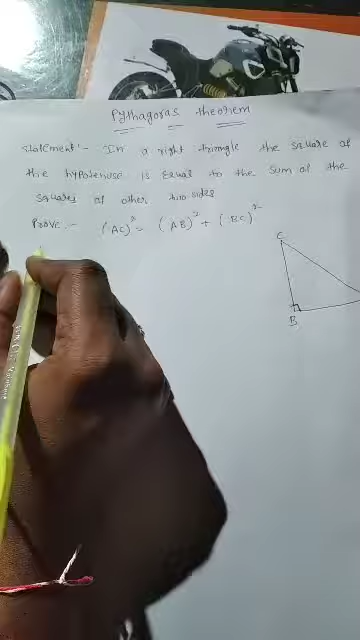 Pythagoras theorem
Statement :- In a right triangle the square of
the hypotenuse is Equal to the sum of the
squares of other two sides
Prove :- (AC)² = (AB)² + (BC)²
C
B